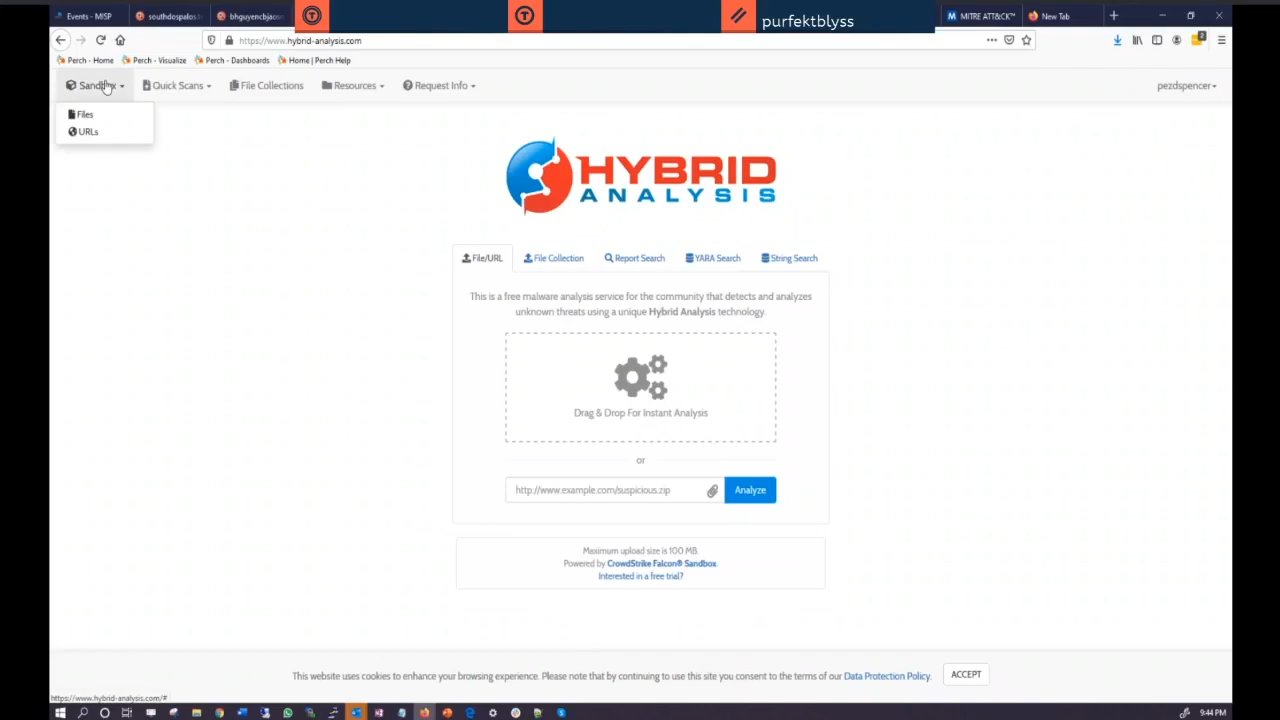 Events - MISP
southdospalos.
bhguyencbjaosn
purfektblyss
MITRE ATT&CK™
New Tab
https://www.hybrid-analysis.com
2
Perch - Home
Perch - Visualize
Perch - Dashboards
Home | Perch Help
Sandbox
Quick Scans
File Collections
Resources
Request Info
pezdspencer
Files
URLs
HYBRID
ANALYSIS
File/URL
File Collection
Report Search
YARA Search
String Search
This is a free malware analysis service for the community that detects and analyzes
unknown threats using a unique Hybrid Analysis technology.
Drag & Drop For Instant Analysis
or
http://www.example.com/suspicious.zip
Analyze
Maximum upload size is 100 MB.
Powered by CrowdStrike Falcon® Sandbox.
Interested in a free trial?
This website uses cookies to enhance your browsing experience. Please note that by continuing to use this site you consent to the terms of our Data Protection Policy.
ACCEPT
https://www.hybrid-analysis.com/#
9:44 PM